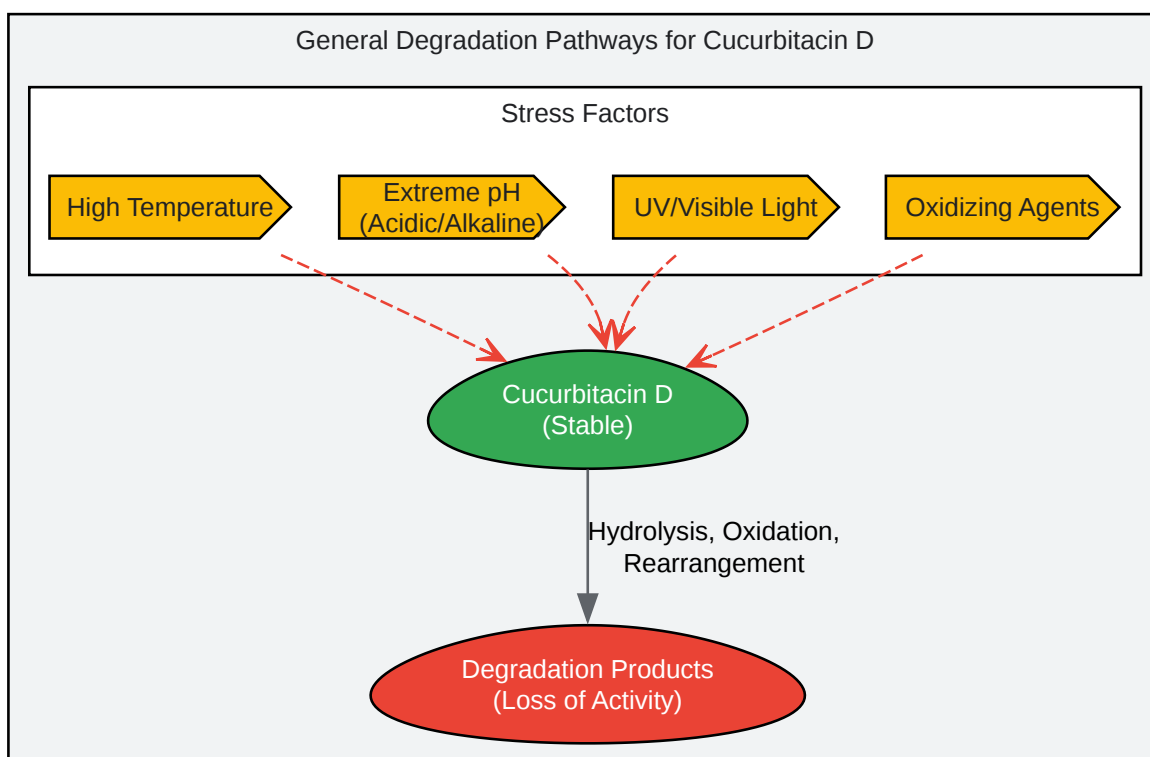 General Degradation Pathways for Cucurbitacin D
Stress Factors
High Temperature
Extreme pH
(Acidic/Alkaline)
UV/Visible Light
Oxidizing Agents
Cucurbitacin D
(Stable)
Hydrolysis, Oxidation,
Rearrangement
Degradation Products
(Loss of Activity)